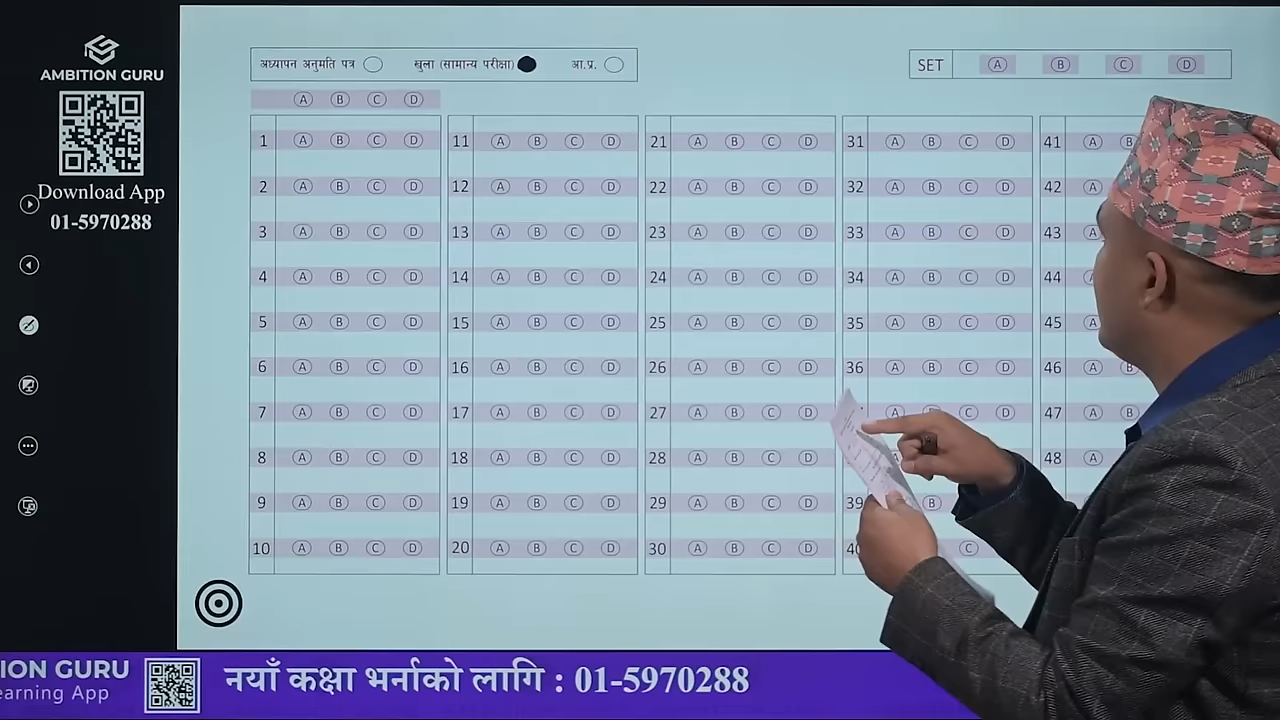 AMBITION GURU
Download App
01-5970288
अध्यापन अनुमति पत्र खुला (सामान्य परीक्षा) आ.प्र.
SET A B C D
A B C D
1 A B C D 11 A B C D 21 A B C D 31 A B C D 41 A B
2 A B C D 12 A B C D 22 A B C D 32 A B C D 42 A
3 A B C D 13 A B C D 23 A B C D 33 A B C D 43 A
4 A B C D 14 A B C D 24 A B C D 34 A B C D 44 A
5 A B C D 15 A B C D 25 A B C D 35 A B C D 45 A
6 A B C D 16 A B C D 26 A B C D 36 A B C D 46 A B
7 A B C D 17 A B C D 27 A B C D A C D 47 A B
8 A B C D 18 A B C D 28 A B C D 48 A
9 A B C D 19 A B C D 29 A B C D 39 B
10 A B C D 20 A B C D 30 A B C D C
ION GURU
earning App
नयाँ कक्षा भर्नाको लागि : 01-5970288